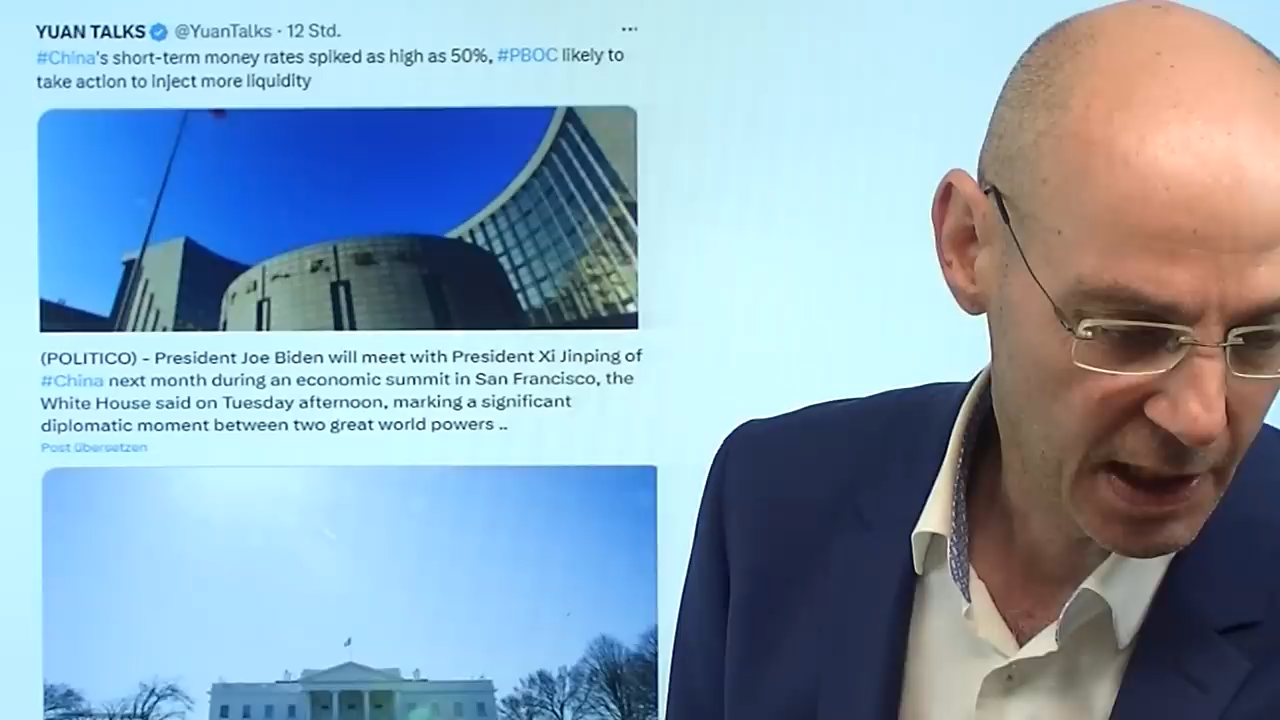 YUAN TALKS @YuanTalks · 12 Std.
#China's short-term money rates spiked as high as 50%, #PBOC likely to
take action to inject more liquidity
(POLITICO) - President Joe Biden will meet with President Xi Jinping of
#China next month during an economic summit in San Francisco, the
White House said on Tuesday afternoon, marking a significant
diplomatic moment between two great world powers ..
Post übersetzen